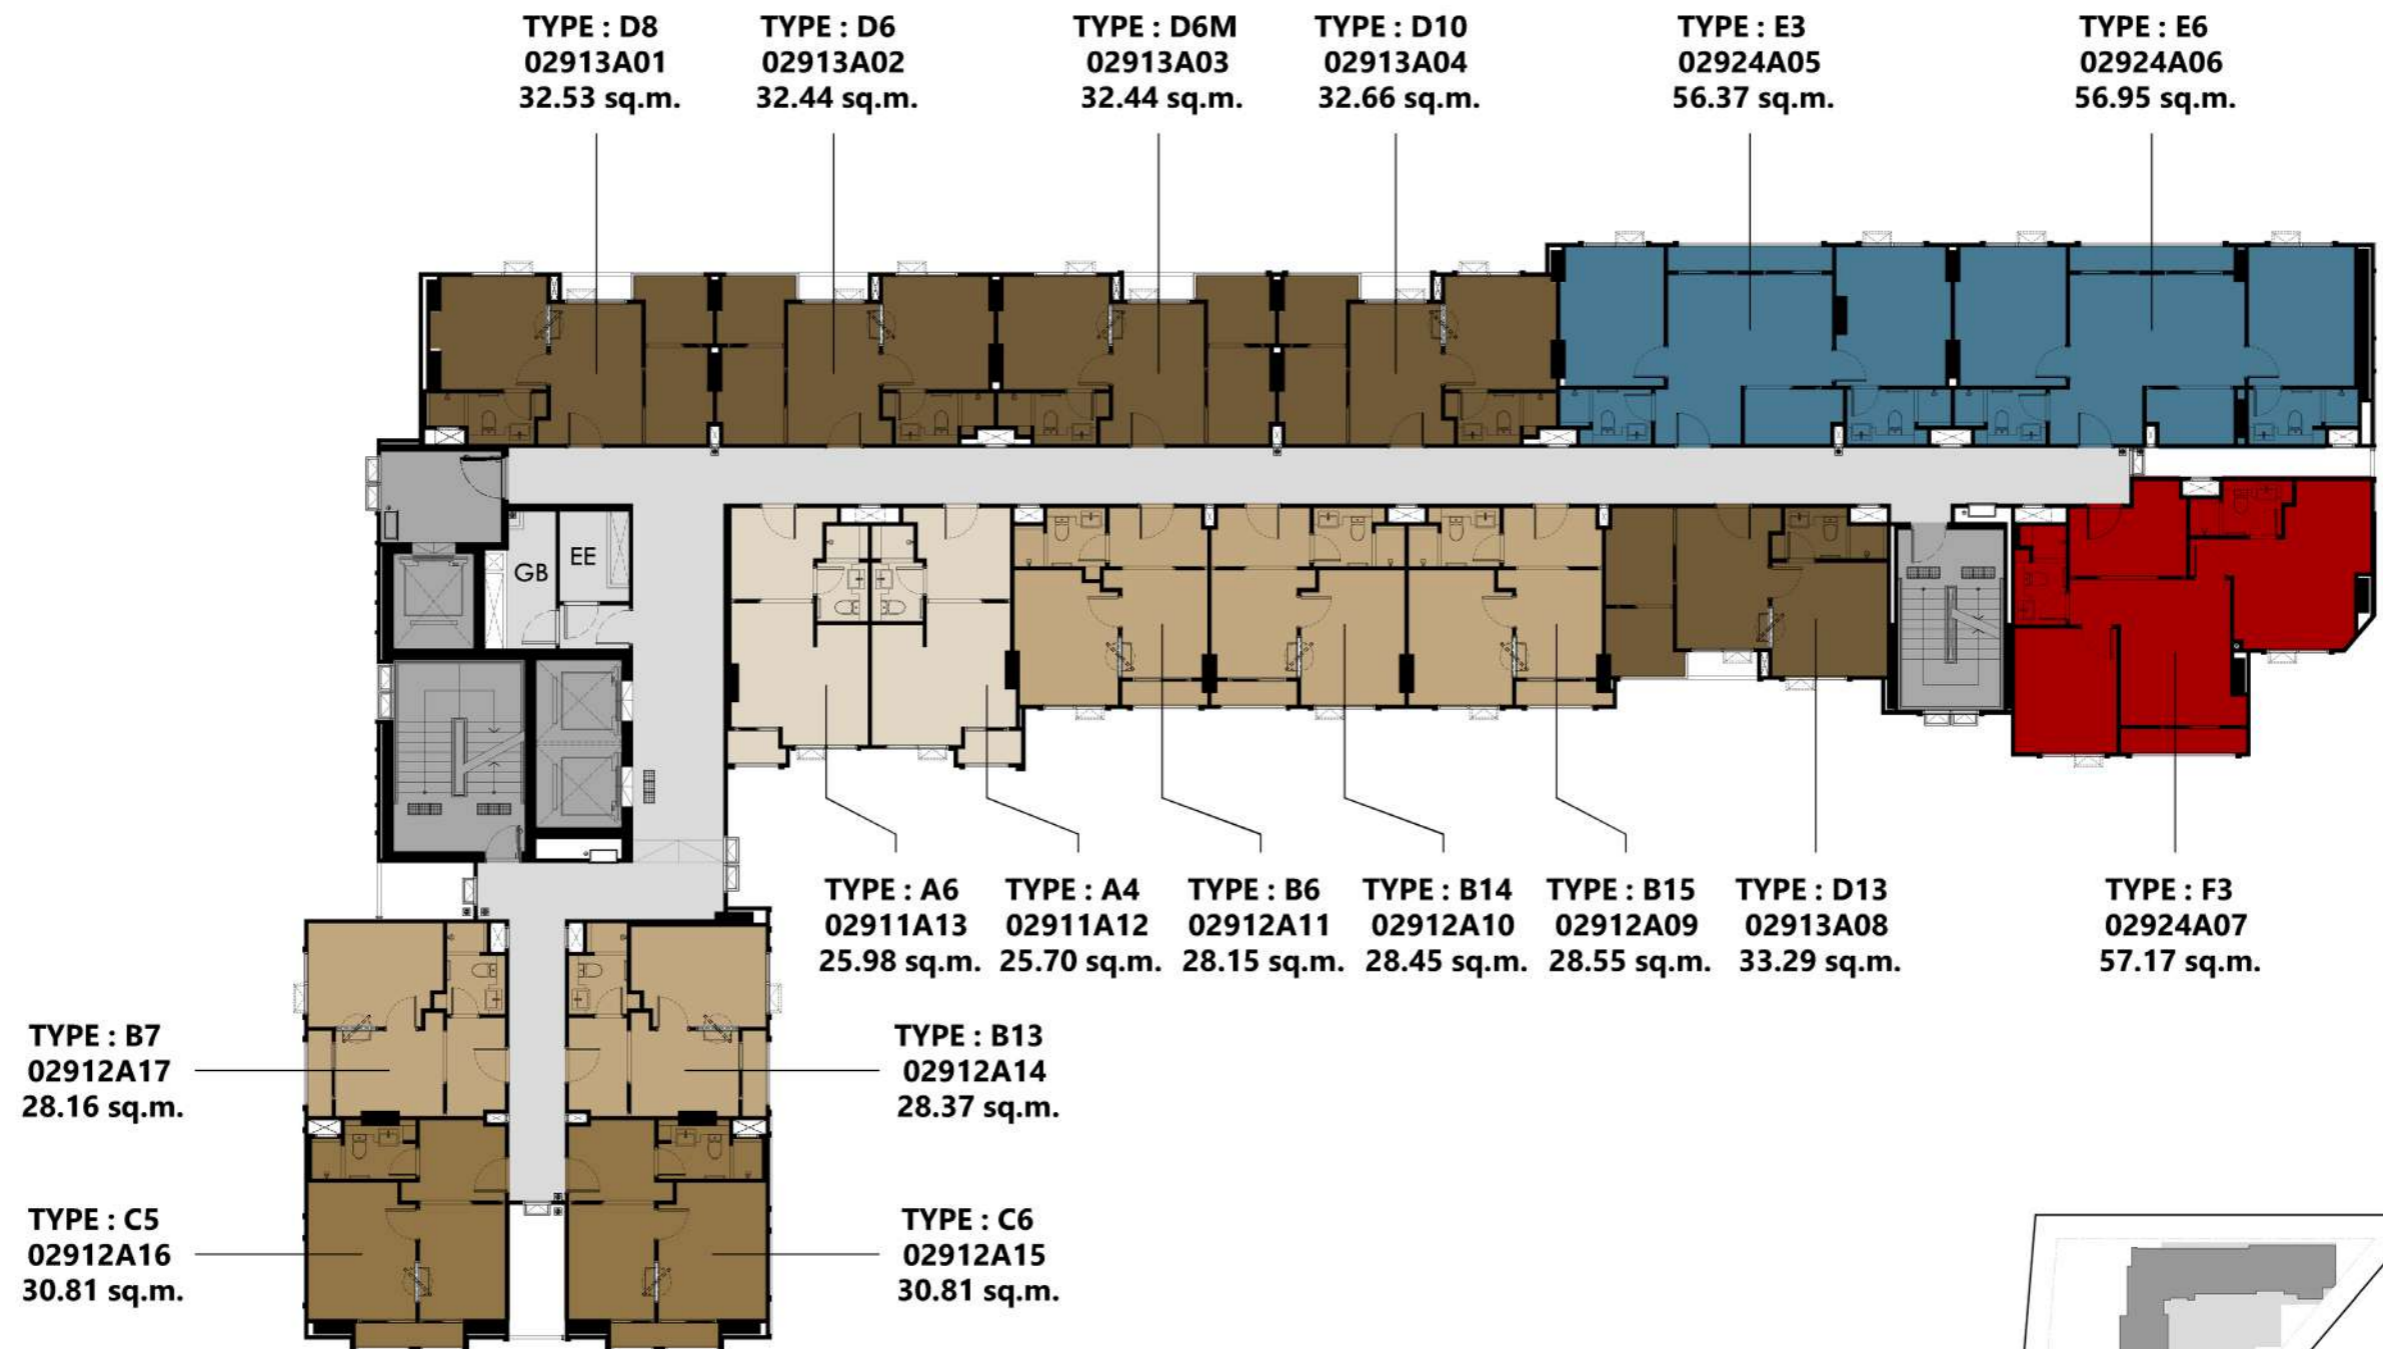 TYPE : D8
02913A01
32.53 sq.m.
TYPE : D6
02913A02
32.44 sq.m.
TYPE : D6M
02913A03
32.44 sq.m.
TYPE : D10
02913A04
32.66 sq.m.
TYPE : E3
02924A05
56.37 sq.m.
TYPE : E6
02924A06
56.95 sq.m.
GB
EE
TYPE : A6
02911A13
25.98 sq.m.
TYPE : A4
02911A12
25.70 sq.m.
TYPE : B6
02912A11
28.15 sq.m.
TYPE : B14
02912A10
28.45 sq.m.
TYPE : B15
02912A09
28.55 sq.m.
TYPE : D13
02913A08
33.29 sq.m.
TYPE : F3
02924A07
57.17 sq.m.
TYPE : B7
02912A17
28.16 sq.m.
TYPE : B13
02912A14
28.37 sq.m.
TYPE : C5
02912A16
30.81 sq.m.
TYPE : C6
02912A15
30.81 sq.m.